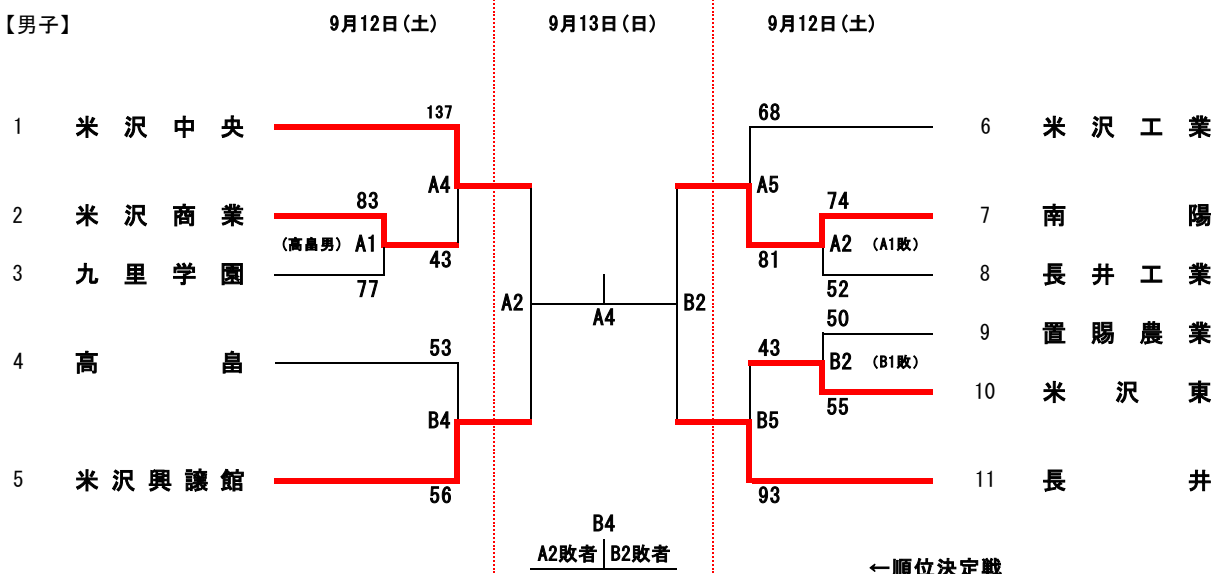 【男子】 9月12日(土) 9月13日(日) 9月12日(土)
137 68
1 米沢中央 6 米沢工業
A4 A5
83 74
2 米沢商業 7 南陽
(高畠男) A1 A2 (A1敗)
43 81
3 九里学園 8 長井工業
77 52
A2 B2
A4
50
9 置賜農業
53 43
4 高畠 B2 (B1敗)
10 米沢東
55
B4 B5
5 米沢興譲館 11 長井
56 93
B4
A2敗者 B2敗者
←順位決定戦